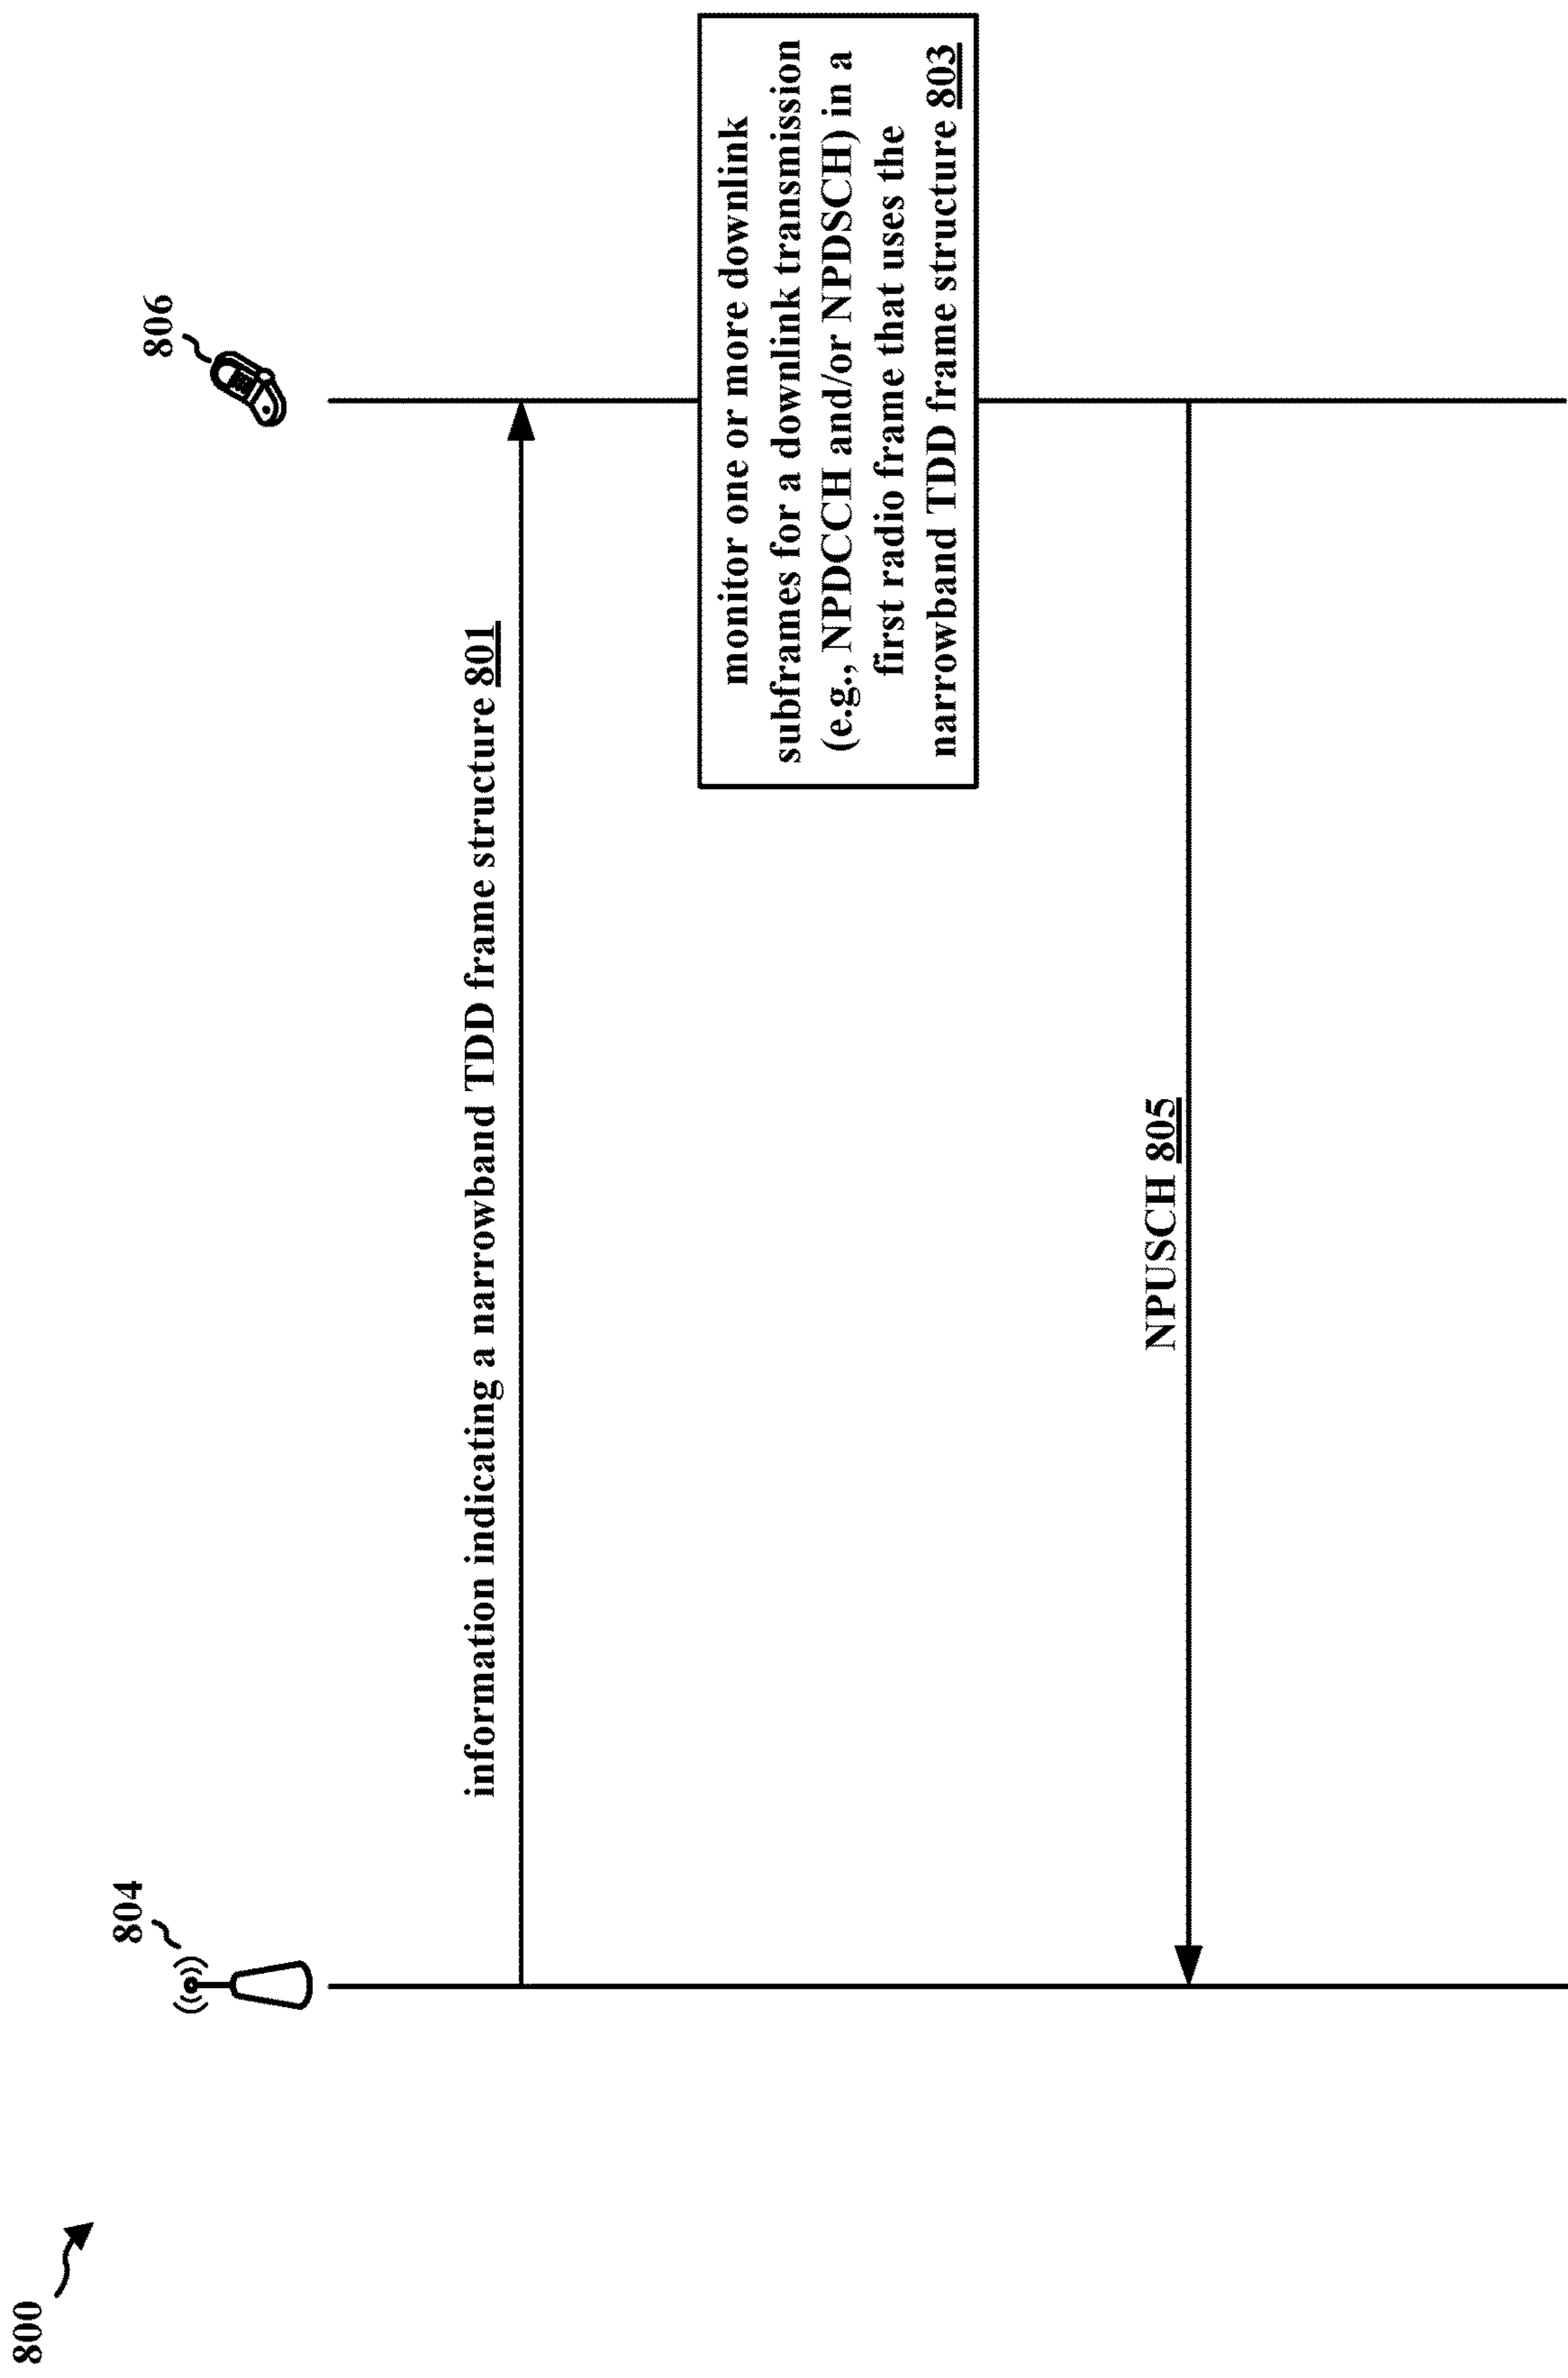 800
804
806
information indicating a narrowband TDD frame structure 801
monitor one or more downlink
subframes for a downlink transmission
(e.g., NPDCCH and/or NPDSCH) in a
first radio frame that uses the
narrowband TDD frame structure 803
NPUSCH 805